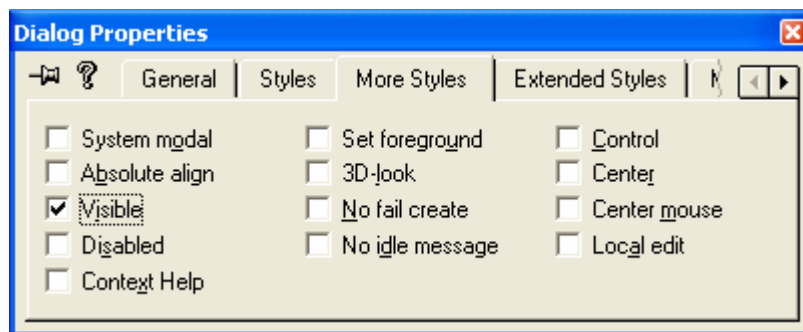 Dialog Properties
General Styles More Styles Extended Styles
System modal Set foreground Control
Absolute align 3D-look Center
Visible No fail create Center mouse
Disabled No idle message Local edit
Context Help